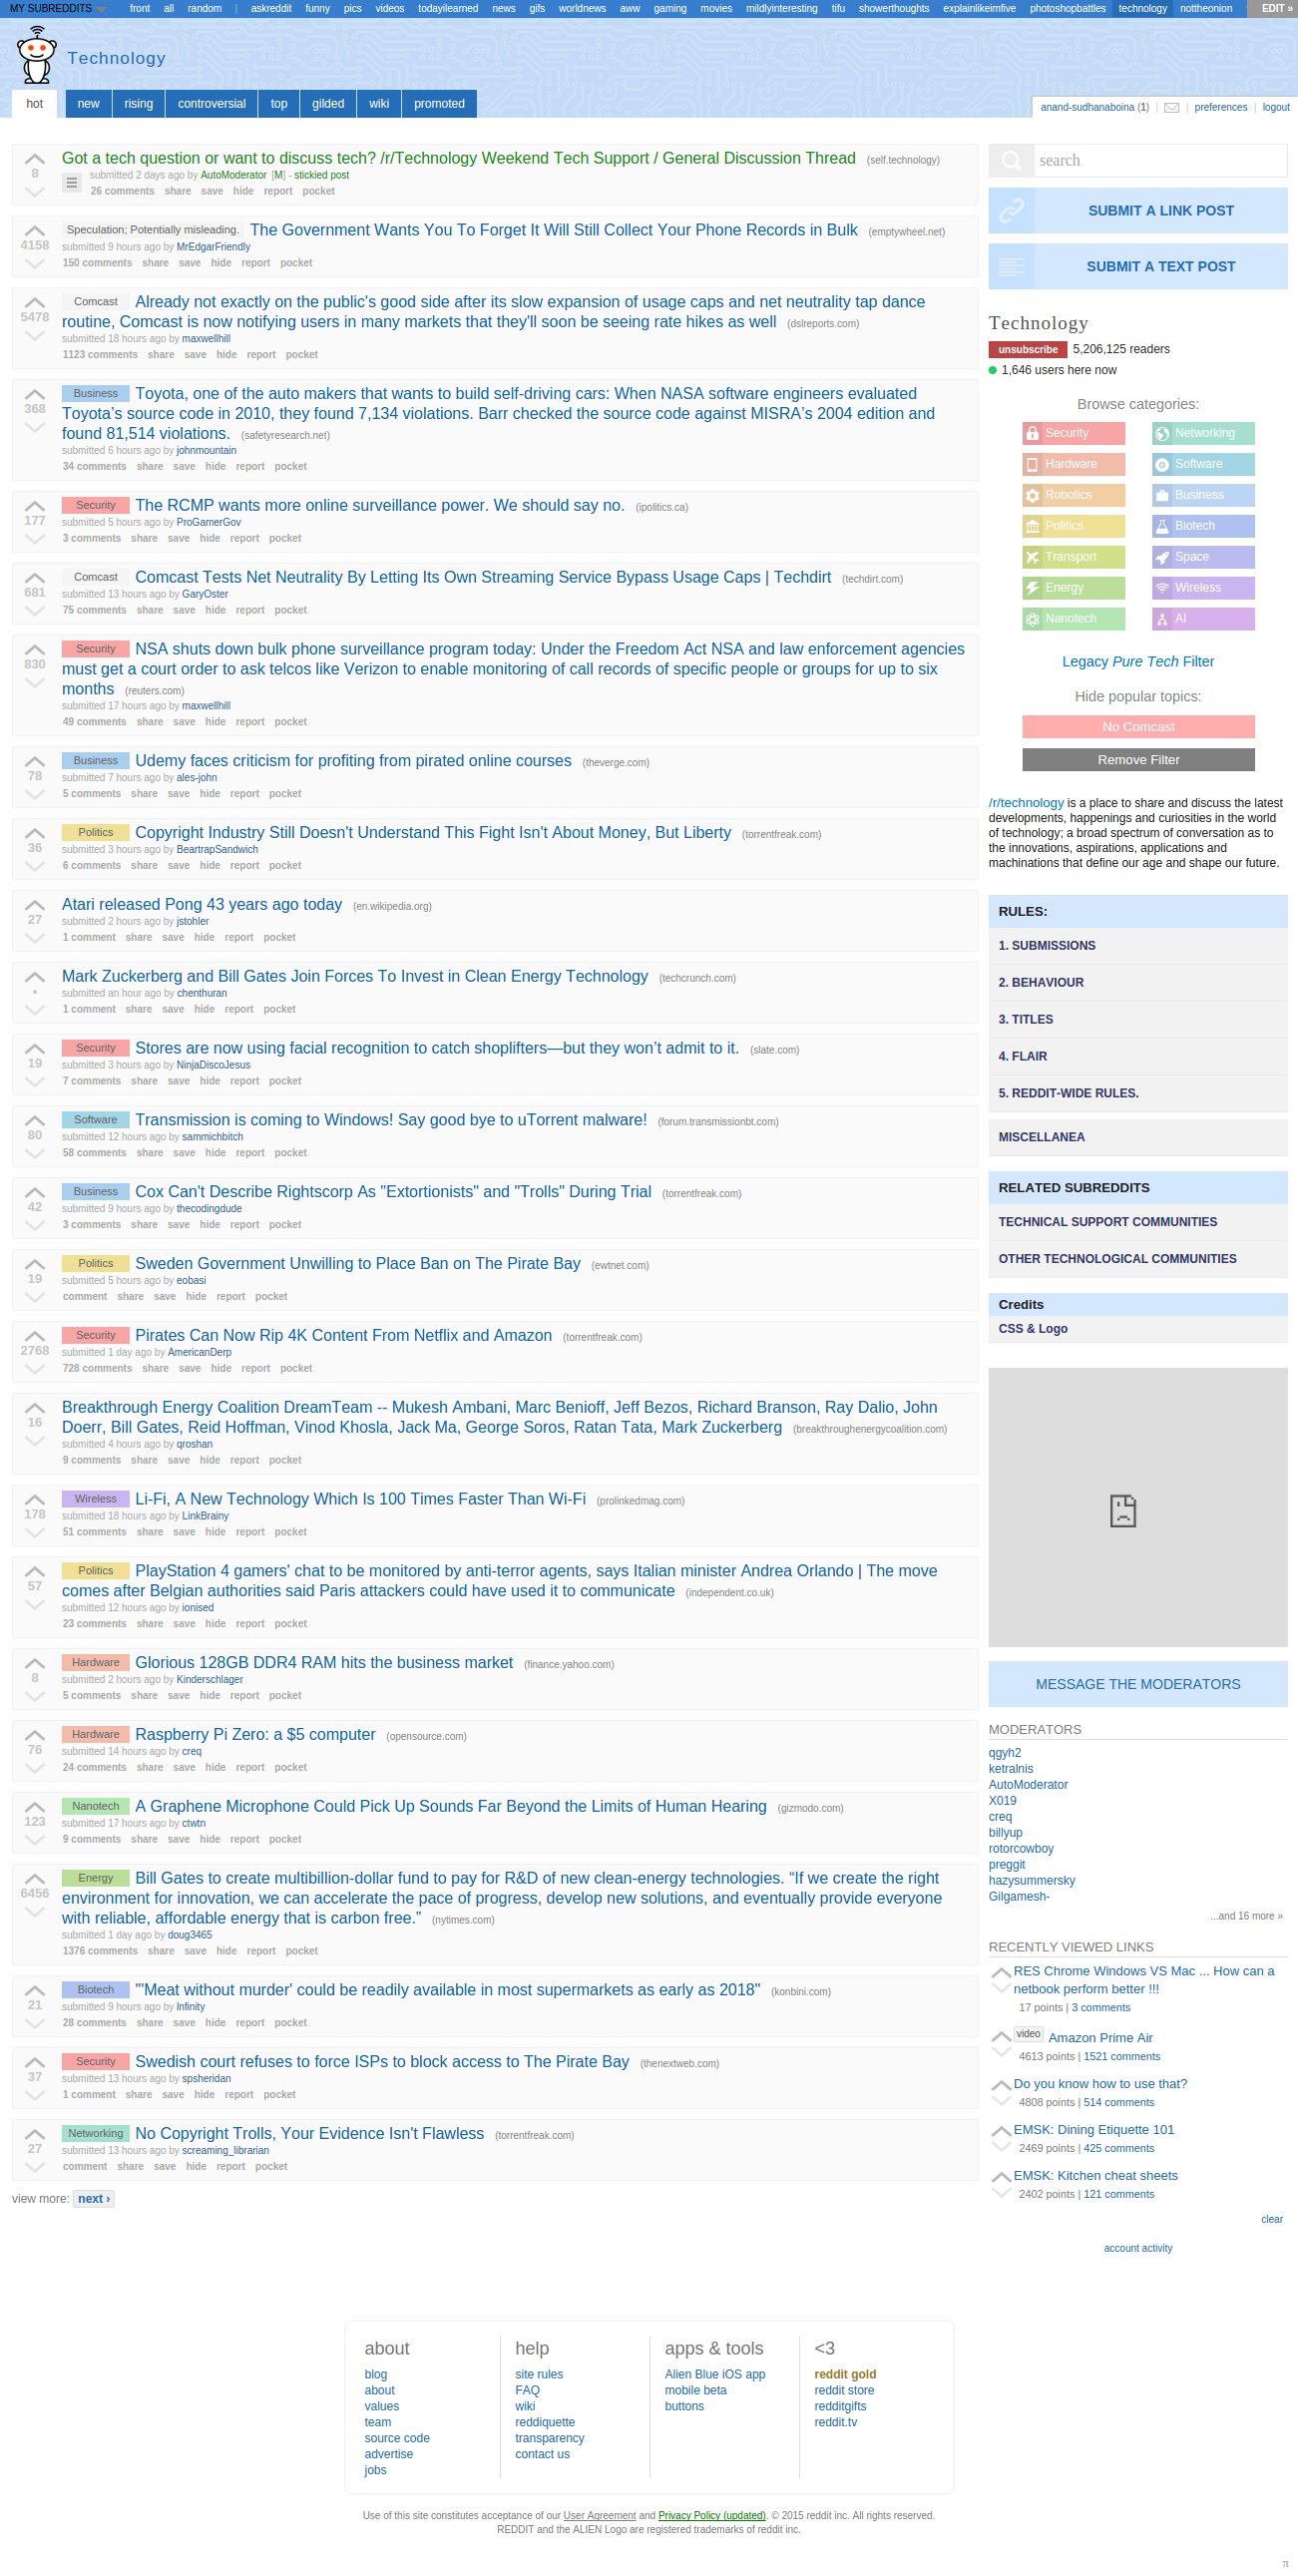 MY SUBREDDITS front all random | askreddit funny pics videos todayilearned news gifs worldnews aww gaming movies mildlyinteresting tifu showerthoughts explainlikeimfive photoshopbattles technology nottheonion EDIT »
Technology
hot new rising controversial top gilded wiki promoted
anand-sudhanaboina (1) | | preferences | logout
8
Got a tech question or want to discuss tech? /r/Technology Weekend Tech Support / General Discussion Thread (self.technology)
submitted 2 days ago by AutoModerator [M] - stickied post
26 comments share save hide report pocket
4158
Speculation; Potentially misleading. The Government Wants You To Forget It Will Still Collect Your Phone Records in Bulk (emptywheel.net)
submitted 9 hours ago by MrEdgarFriendly
150 comments share save hide report pocket
5478
Comcast Already not exactly on the public's good side after its slow expansion of usage caps and net neutrality tap dance
routine, Comcast is now notifying users in many markets that they'll soon be seeing rate hikes as well (dslreports.com)
submitted 18 hours ago by maxwellhill
1123 comments share save hide report pocket
368
Business Toyota, one of the auto makers that wants to build self-driving cars: When NASA software engineers evaluated
Toyota's source code in 2010, they found 7,134 violations. Barr checked the source code against MISRA's 2004 edition and
found 81,514 violations. (safetyresearch.net)
submitted 6 hours ago by johnmountain
34 comments share save hide report pocket
177
Security The RCMP wants more online surveillance power. We should say no. (ipolitics.ca)
submitted 5 hours ago by ProGamerGov
3 comments share save hide report pocket
681
Comcast Comcast Tests Net Neutrality By Letting Its Own Streaming Service Bypass Usage Caps | Techdirt (techdirt.com)
submitted 13 hours ago by GaryOster
75 comments share save hide report pocket
830
Security NSA shuts down bulk phone surveillance program today: Under the Freedom Act NSA and law enforcement agencies
must get a court order to ask telcos like Verizon to enable monitoring of call records of specific people or groups for up to six
months (reuters.com)
submitted 17 hours ago by maxwellhill
49 comments share save hide report pocket
78
Business Udemy faces criticism for profiting from pirated online courses (theverge.com)
submitted 7 hours ago by ales-john
5 comments share save hide report pocket
36
Politics Copyright Industry Still Doesn't Understand This Fight Isn't About Money, But Liberty (torrentfreak.com)
submitted 3 hours ago by BeartrapSandwich
6 comments share save hide report pocket
27
Atari released Pong 43 years ago today (en.wikipedia.org)
submitted 2 hours ago by jstohler
1 comment share save hide report pocket
•
Mark Zuckerberg and Bill Gates Join Forces To Invest in Clean Energy Technology (techcrunch.com)
submitted an hour ago by chenthuran
1 comment share save hide report pocket
19
Security Stores are now using facial recognition to catch shoplifters—but they won't admit to it. (slate.com)
submitted 3 hours ago by NinjaDiscoJesus
7 comments share save hide report pocket
80
Software Transmission is coming to Windows! Say good bye to uTorrent malware! (forum.transmissionbt.com)
submitted 12 hours ago by sammichbitch
58 comments share save hide report pocket
42
Business Cox Can't Describe Rightscorp As "Extortionists" and "Trolls" During Trial (torrentfreak.com)
submitted 9 hours ago by thecodingdude
3 comments share save hide report pocket
19
Politics Sweden Government Unwilling to Place Ban on The Pirate Bay (ewtnet.com)
submitted 5 hours ago by eobasi
comment share save hide report pocket
2768
Security Pirates Can Now Rip 4K Content From Netflix and Amazon (torrentfreak.com)
submitted 1 day ago by AmericanDerp
728 comments share save hide report pocket
16
Breakthrough Energy Coalition DreamTeam -- Mukesh Ambani, Marc Benioff, Jeff Bezos, Richard Branson, Ray Dalio, John
Doerr, Bill Gates, Reid Hoffman, Vinod Khosla, Jack Ma, George Soros, Ratan Tata, Mark Zuckerberg (breakthroughenergycoalition.com)
submitted 4 hours ago by qroshan
9 comments share save hide report pocket
178
Wireless Li-Fi, A New Technology Which Is 100 Times Faster Than Wi-Fi (prolinkedmag.com)
submitted 18 hours ago by LinkBrainy
51 comments share save hide report pocket
57
Politics PlayStation 4 gamers' chat to be monitored by anti-terror agents, says Italian minister Andrea Orlando | The move
comes after Belgian authorities said Paris attackers could have used it to communicate (independent.co.uk)
submitted 12 hours ago by ionised
23 comments share save hide report pocket
8
Hardware Glorious 128GB DDR4 RAM hits the business market (finance.yahoo.com)
submitted 2 hours ago by Kinderschlager
5 comments share save hide report pocket
76
Hardware Raspberry Pi Zero: a $5 computer (opensource.com)
submitted 14 hours ago by creq
24 comments share save hide report pocket
123
Nanotech A Graphene Microphone Could Pick Up Sounds Far Beyond the Limits of Human Hearing (gizmodo.com)
submitted 17 hours ago by ctwtn
9 comments share save hide report pocket
6456
Energy Bill Gates to create multibillion-dollar fund to pay for R&D of new clean-energy technologies. “If we create the right
environment for innovation, we can accelerate the pace of progress, develop new solutions, and eventually provide everyone
with reliable, affordable energy that is carbon free.” (nytimes.com)
submitted 1 day ago by doug3465
1376 comments share save hide report pocket
21
Biotech "'Meat without murder' could be readily available in most supermarkets as early as 2018" (konbini.com)
submitted 9 hours ago by Infinity
28 comments share save hide report pocket
37
Security Swedish court refuses to force ISPs to block access to The Pirate Bay (thenextweb.com)
submitted 13 hours ago by spsheridan
1 comment share save hide report pocket
27
Networking No Copyright Trolls, Your Evidence Isn't Flawless (torrentfreak.com)
submitted 13 hours ago by screaming_librarian
comment share save hide report pocket
view more: next ›
search
SUBMIT A LINK POST
SUBMIT A TEXT POST
Technology
unsubscribe 5,206,125 readers
1,646 users here now
Browse categories:
Security Networking
Hardware Software
Robotics Business
Politics Biotech
Transport Space
Energy Wireless
Nanotech AI
Legacy Pure Tech Filter
Hide popular topics:
No Comcast
Remove Filter
/r/technology is a place to share and discuss the latest
developments, happenings and curiosities in the world
of technology; a broad spectrum of conversation as to
the innovations, aspirations, applications and
machinations that define our age and shape our future.
RULES:
1. SUBMISSIONS
2. BEHAVIOUR
3. TITLES
4. FLAIR
5. REDDIT-WIDE RULES.
MISCELLANEA
RELATED SUBREDDITS
TECHNICAL SUPPORT COMMUNITIES
OTHER TECHNOLOGICAL COMMUNITIES
Credits
CSS & Logo
MESSAGE THE MODERATORS
MODERATORS
qgyh2
ketralnis
AutoModerator
X019
creq
billyup
rotorcowboy
preggit
hazysummersky
Gilgamesh-
...and 16 more »
RECENTLY VIEWED LINKS
RES Chrome Windows VS Mac ... How can a
netbook perform better !!!
17 points | 3 comments
video Amazon Prime Air
4613 points | 1521 comments
Do you know how to use that?
4808 points | 514 comments
EMSK: Dining Etiquette 101
2469 points | 425 comments
EMSK: Kitchen cheat sheets
2402 points | 121 comments
clear
account activity
about
blog
about
values
team
source code
advertise
jobs
help
site rules
FAQ
wiki
reddiquette
transparency
contact us
apps & tools
Alien Blue iOS app
mobile beta
buttons
<3
reddit gold
reddit store
redditgifts
reddit.tv
Use of this site constitutes acceptance of our User Agreement and Privacy Policy (updated). © 2015 reddit inc. All rights reserved.
REDDIT and the ALIEN Logo are registered trademarks of reddit inc.
π